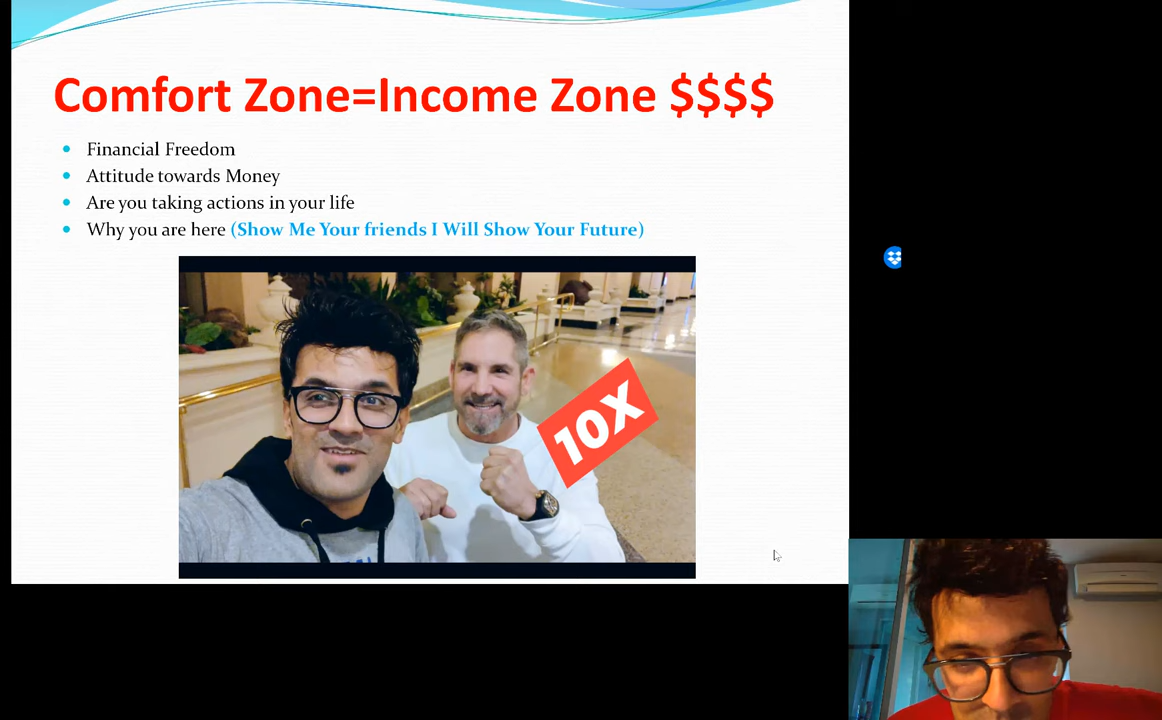 Comfort Zone=Income Zone $$$$
Financial Freedom
Attitude towards Money
Are you taking actions in your life
Why you are here (Show Me Your friends I Will Show Your Future)
10X